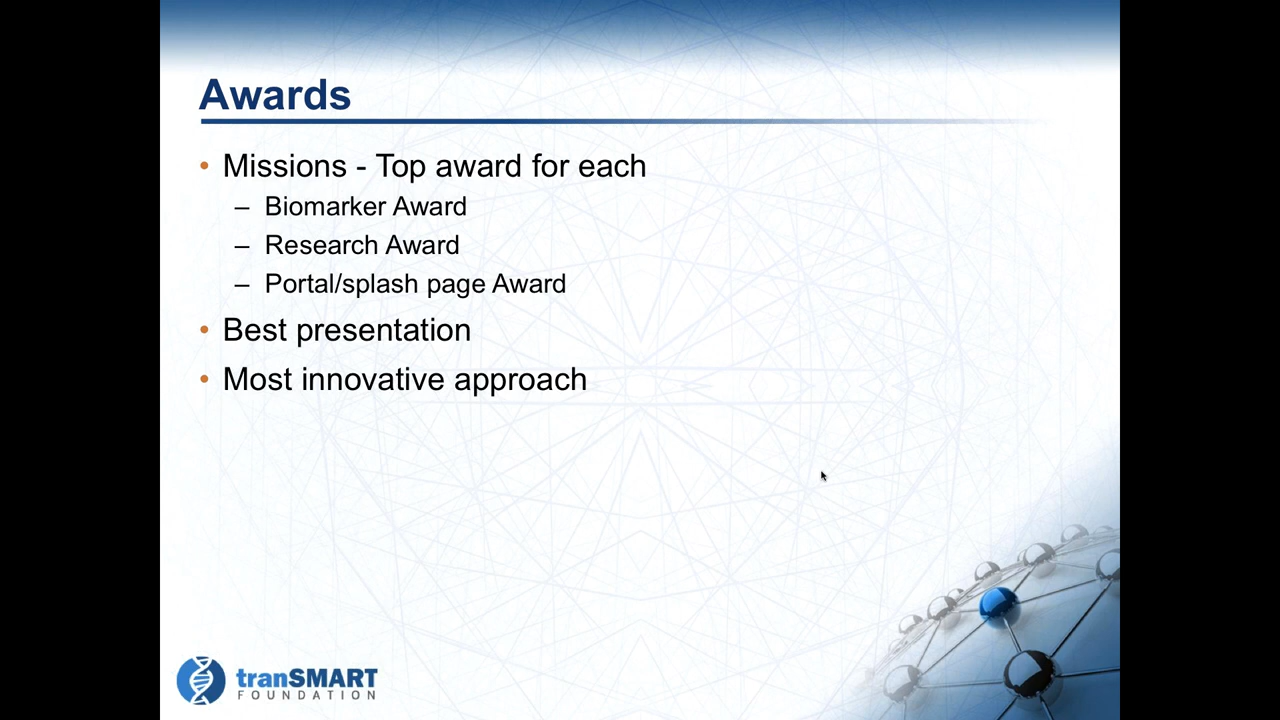 Awards
• Missions - Top award for each
– Biomarker Award
– Research Award
– Portal/splash page Award
• Best presentation
• Most innovative approach
tranSMART
FOUNDATION